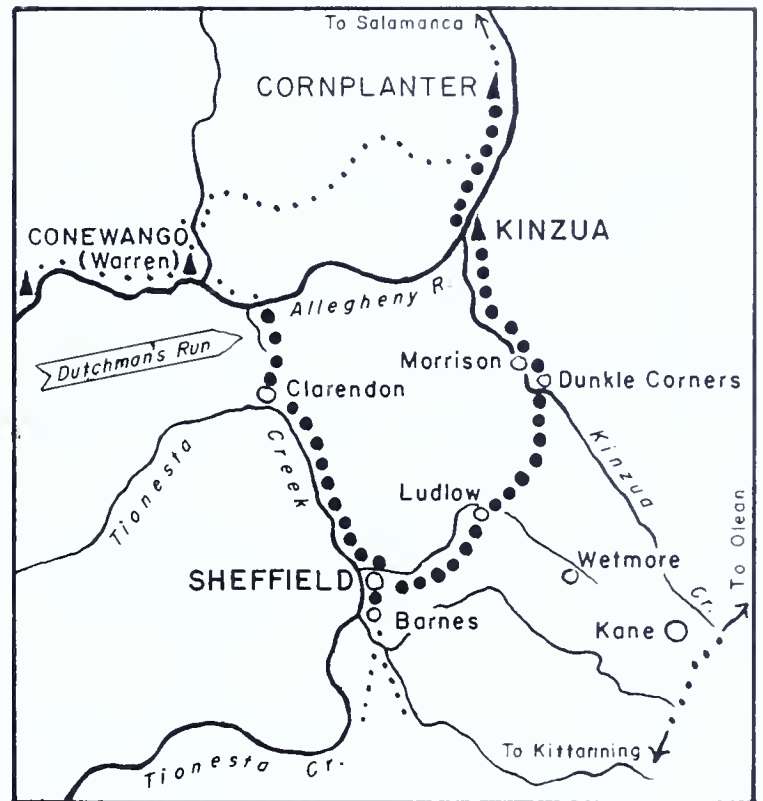 To Salamanca
CORNPLANTER
CONEWANGO
(Warren)
KINZUA
Allegheny R.
Dutchman's Run
Morrison
Dunkle Corners
Clarendon
Tionesta
Creek
Kinzua
Cr.
Ludlow
To Olean
Wetmore
SHEFFIELD
Barnes
Kane
To Kittanning
Tionesta Cr.